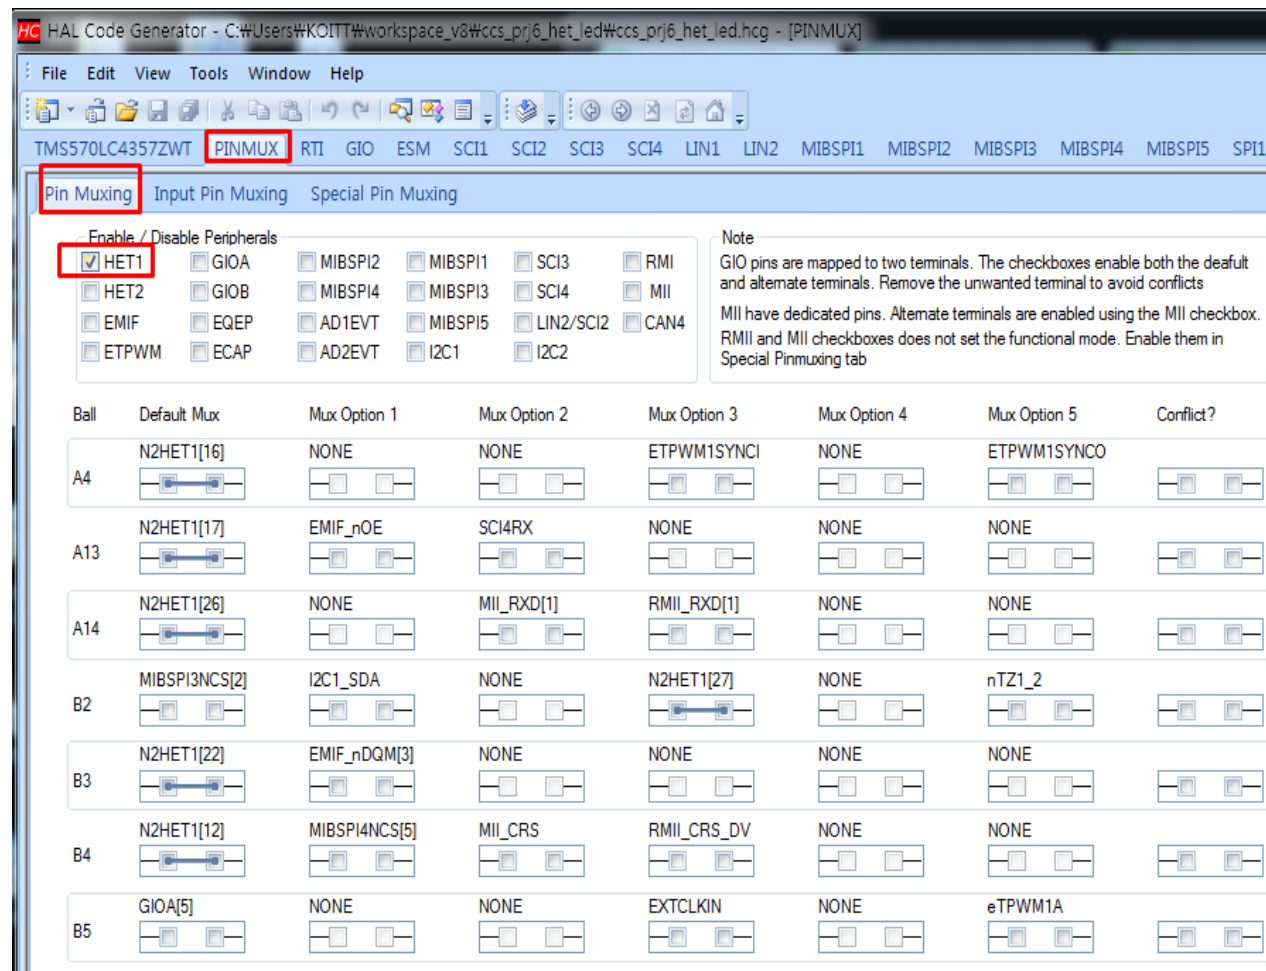 HC HAL Code Generator - C:₩Users₩KOITT₩workspace_v8₩ccs_prj6_het_led₩ccs_prj6_het_led.hcg - [PINMUX]
File Edit View Tools Window Help
TMS570LC4357ZWT PINMUX RTI GIO ESM SCI1 SCI2 SCI3 SCI4 LIN1 LIN2 MIBSPI1 MIBSPI2 MIBSPI3 MIBSPI4 MIBSPI5 SPI1
Pin Muxing Input Pin Muxing Special Pin Muxing
Enable / Disable Peripherals
HET1 GIOA MIBSPI2 MIBSPI1 SCI3 RMI
HET2 GIOB MIBSPI4 MIBSPI3 SCI4 MII
EMIF EQEP AD1EVT MIBSPI5 LIN2/SCI2 CAN4
ETPWM ECAP AD2EVT I2C1 I2C2
Note
GIO pins are mapped to two terminals. The checkboxes enable both the deafult
and alternate terminals. Remove the unwanted terminal to avoid conflicts
MII have dedicated pins. Alternate terminals are enabled using the MII checkbox.
RMII and MII checkboxes does not set the functional mode. Enable them in
Special Pinmuxing tab
Ball Default Mux Mux Option 1 Mux Option 2 Mux Option 3 Mux Option 4 Mux Option 5 Conflict?
N2HET1[16] NONE NONE ETPWM1SYNCI NONE ETPWM1SYNCO
A4
N2HET1[17] EMIF_nOE SCI4RX NONE NONE NONE
A13
N2HET1[26] NONE MII_RXD[1] RMII_RXD[1] NONE NONE
A14
MIBSPI3NCS[2] I2C1_SDA NONE N2HET1[27] NONE nTZ1_2
B2
N2HET1[22] EMIF_nDQM[3] NONE NONE NONE NONE
B3
N2HET1[12] MIBSPI4NCS[5] MII_CRS RMII_CRS_DV NONE NONE
B4
GIOA[5] NONE NONE EXTCLKIN NONE eTPWM1A
B5